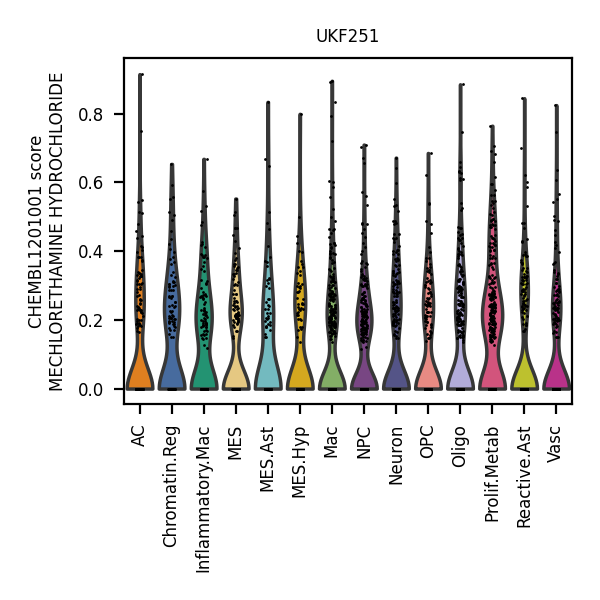 UKF251
CHEMBL1201001 score
MECHLORETHAMINE HYDROCHLORIDE
0.8
0.6
0.4
0.2
0.0
AC
Chromatin.Reg
Inflammatory.Mac
MES
MES.Ast
MES.Hyp
Mac
NPC
Neuron
OPC
Oligo
Prolif.Metab
Reactive.Ast
Vasc